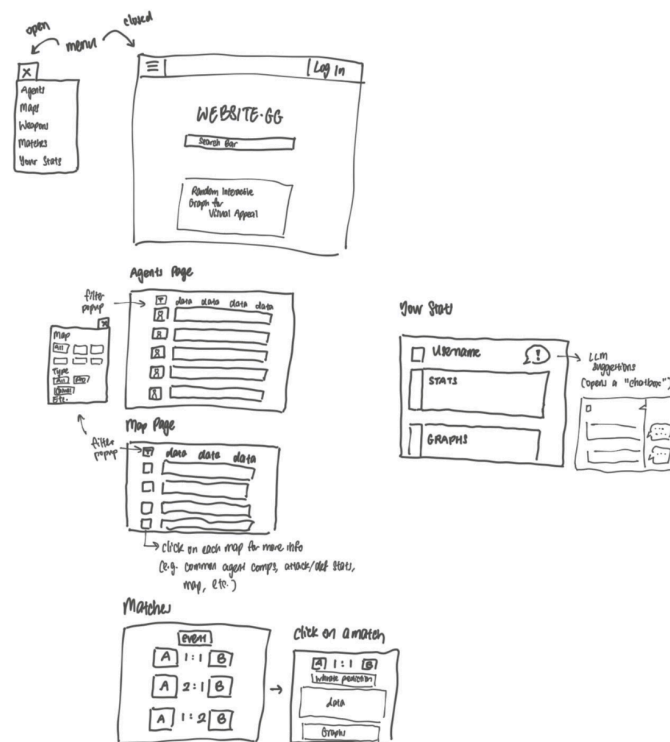 open
menu
closed
X
Agents
Maps
Weapons
Matches
Your Stats
Log In
WEBSITE.GG
Search Bar
Random Interactive
Graph for
Visual Appeal
Agents Page
filter
popup
data data data data
Map
All
Type
All
Etc.
filter
popup
Map Page
data data data
click on each map for more info
(e.g. common agent comps, attack/def stats,
map, etc.)
Your Stats
Username
!
STATS
GRAPHS
LLM
suggestions
(opens a "chatbox")
Matches
EVENT
A 1:1 B
A 2:1 B
A 1:2 B
Click on a match
A 1:1 B
prediction
data
Graphs